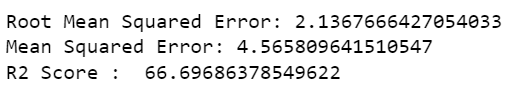 Root Mean Squared Error: 2.1367666427054033
Mean Squared Error: 4.565809641510547
R2 Score :  66.69686378549622